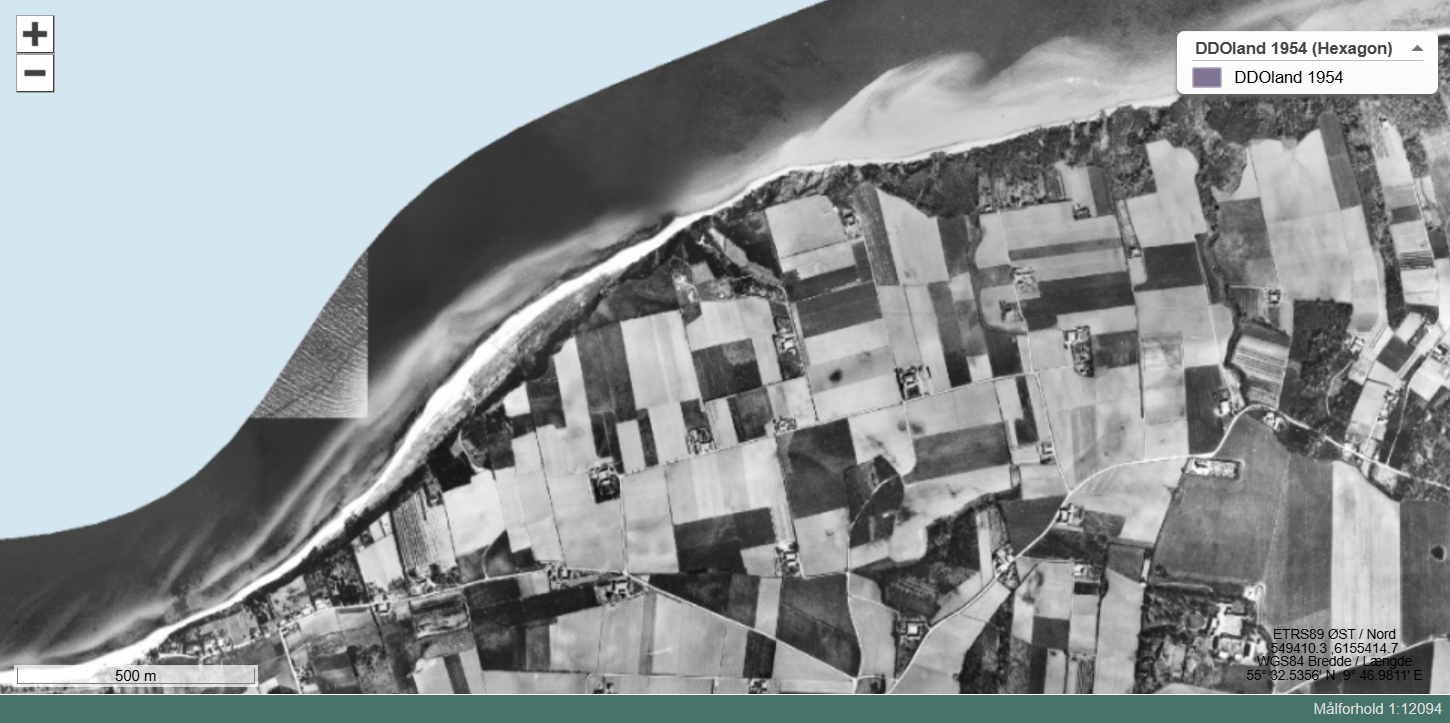 DDOland 1954 (Hexagon)
DDOland 1954
ETRS89 ØST / Nord
549410.3 ,6155414.7
WGS84 Bredde / Længde
55° 32.5356' N ,9° 46.9811' E
500 m
Målforhold 1:12094